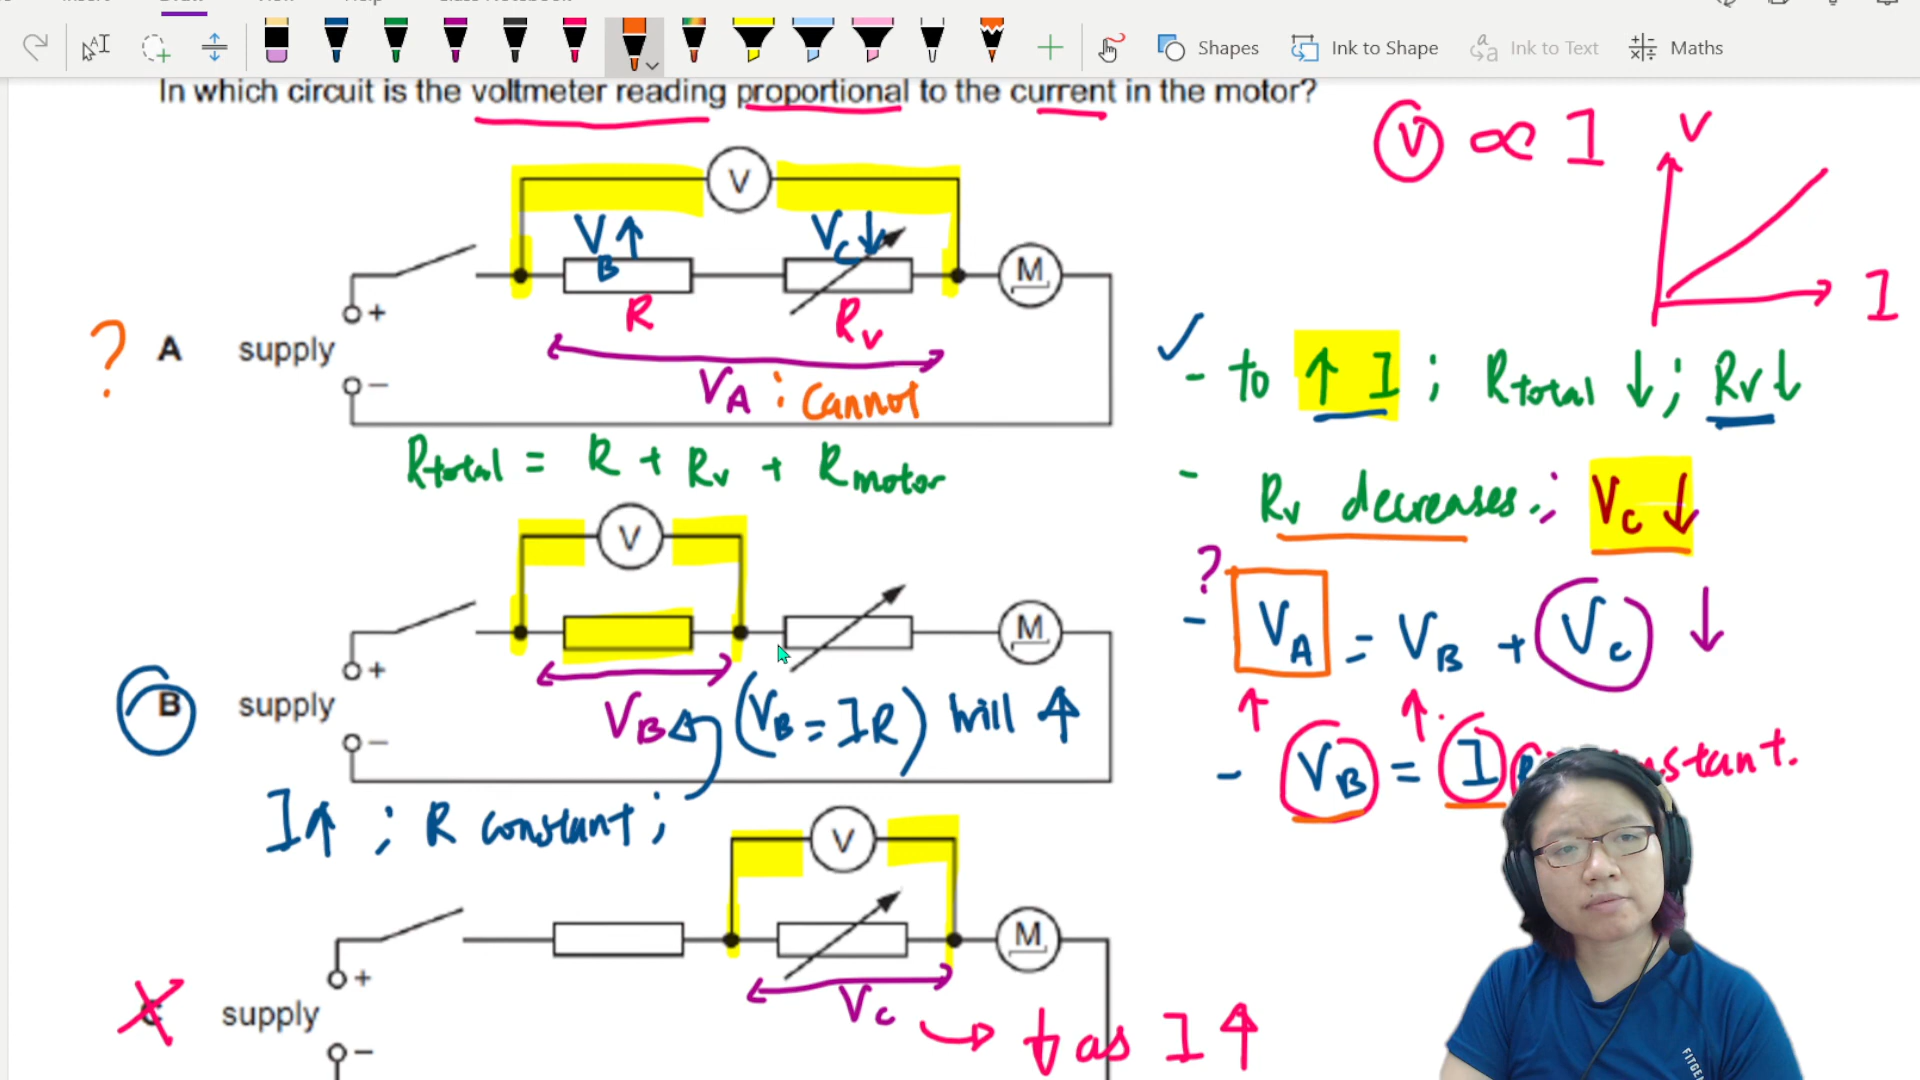 Shapes
Ink to Shape
Ink to Text
Maths
In which circuit is the voltmeter reading proportional to the current in the motor?
V ∝ I
V
I
V
VB ↑
VC ↓
M
R
RV
+
? A supply
VA : Cannot
−
Rtotal = R + RV + Rmotor
✓
- to ↑ I ; Rtotal ↓ ; RV ↓
- RV decreases ; VC ↓
?
- VA = VB + VC ↓
↑ ↑
- VB = I
constant.
V
M
+
B supply
VB (VB = IR) will ↑
−
I↑ ; R constant ;
V
M
+
C supply
VC → ↓ as I ↑
−